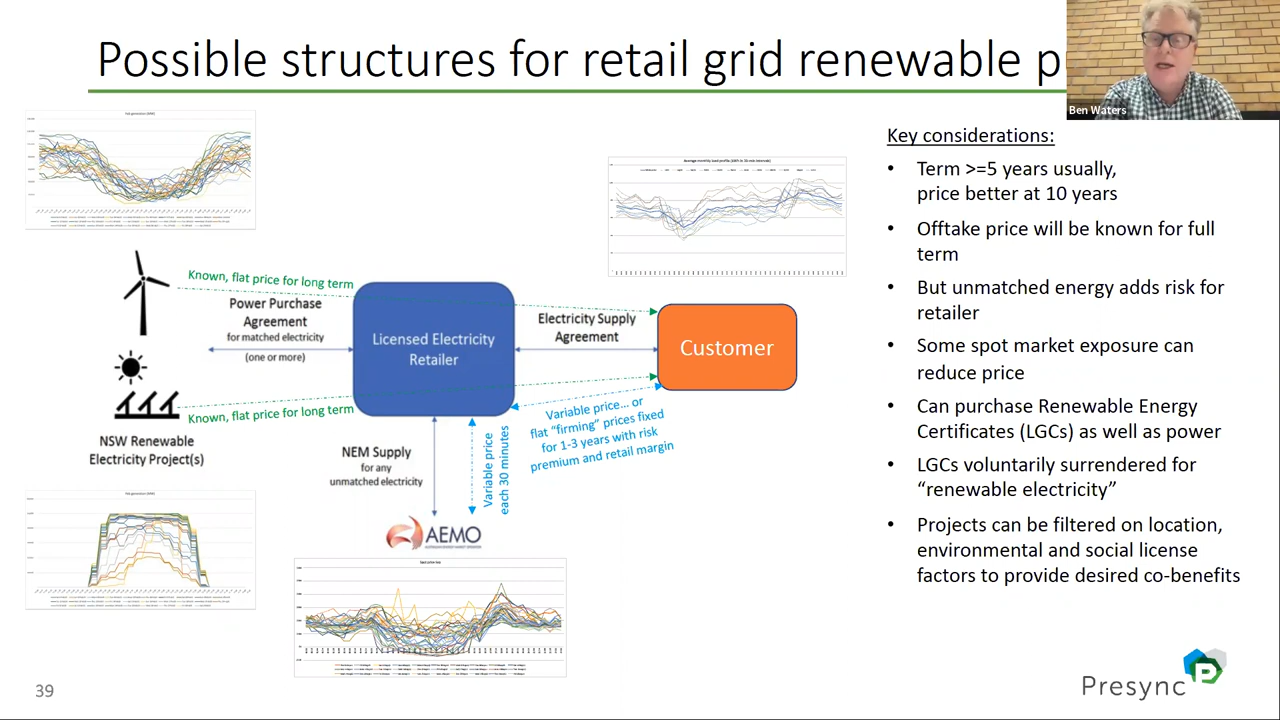 Possible structures for retail grid renewable p
Ben Waters
Key considerations:
• Term >=5 years usually,
price better at 10 years
• Offtake price will be known for full
term
• But unmatched energy adds risk for
retailer
• Some spot market exposure can
reduce price
• Can purchase Renewable Energy
Certificates (LGCs) as well as power
• LGCs voluntarily surrendered for
“renewable electricity”
• Projects can be filtered on location,
environmental and social license
factors to provide desired co-benefits
Known, flat price for long term
Power Purchase
Agreement
for matched electricity
(one or more)
Licensed Electricity
Retailer
Electricity Supply
Agreement
Customer
Known, flat price for long term
NSW Renewable
Electricity Project(s)
Variable price... or
flat “firming” prices fixed
for 1-3 years with risk
premium and retail margin
NEM Supply
for any
unmatched electricity
Variable price
each 30 minutes
AEMO
Presync
39